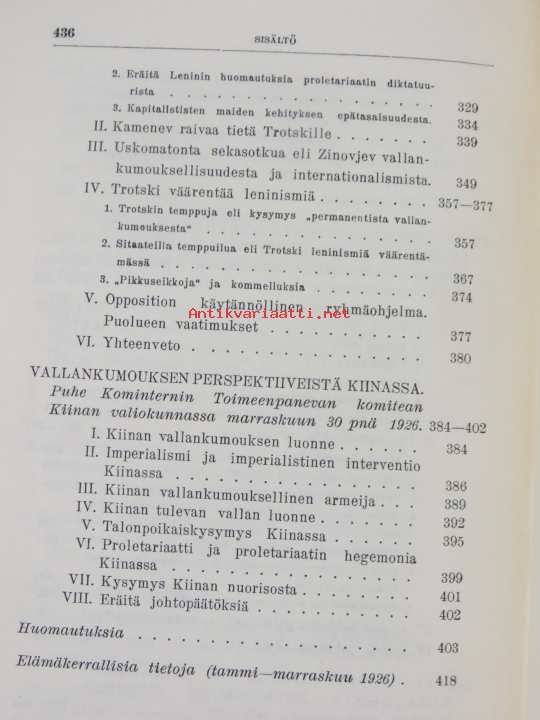 436
SISÄLTÖ
2. Eräitä Leninin huomautuksia proletariaatin diktatuu-
rista . . . . . . . . . . . . . . . . 329
3. Kapitalististen maiden kehityksen epätasaisuudesta. 334
II. Kamenev raivaa tietä Trotskille . . . . . . . 339
III. Uskomatonta sekasotkua eli Zinovjev vallan-
kumouksellisuudesta ja internationalismista. 349
IV. Trotski väärentää leninismiä . . . . . . . . 357—377
1. Trotskin temppuja eli kysymys „permanentista vallan-
kumouksesta“ . . . . . . . . . . . . . . 357
2. Sitaateilla temppuilua eli Trotski leninismiä väärentä-
mässä . . . . . . . . . . . . . . . . 367
3. „Pikkuseikkoja“ ja kommelluksia . . . . . . . 374
V. Opposition käytännöllinen ryhmäohjelma.
Antikvariaatti.net
Puolueen vaatimukset . . . . . . . . . . . 377
VI. Yhteenveto . . . . . . . . . . . . . . . 380
VALLANKUMOUKSEN PERSPEKTIIVEISTÄ KIINASSA.
Puhe Kominternin Toimeenpanevan komitean
Kiinan valiokunnassa marraskuun 30 pnä 1926. 384—402
I. Kiinan vallankumouksen luonne . . . . . . 384
II. Imperialismi ja imperialistinen interventio
Kiinassa . . . . . . . . . . . . . . . 386
III. Kiinan vallankumouksellinen armeija . . . . 389
IV. Kiinan tulevan vallan luonne . . . . . . . 392
V. Talonpoikaiskysymys Kiinassa . . . . . . . 395
VI. Proletariaatti ja proletariaatin hegemonia
Kiinassa . . . . . . . . . . . . . . . 399
VII. Kysymys Kiinan nuorisosta . . . . . . . . 401
VIII. Eräitä johtopäätöksiä . . . . . . . . . . 402
Huomautuksia . . . . . . . . . . . . . . . 403
Elämäkerrallisia tietoja (tammi—marraskuu 1926) . 418